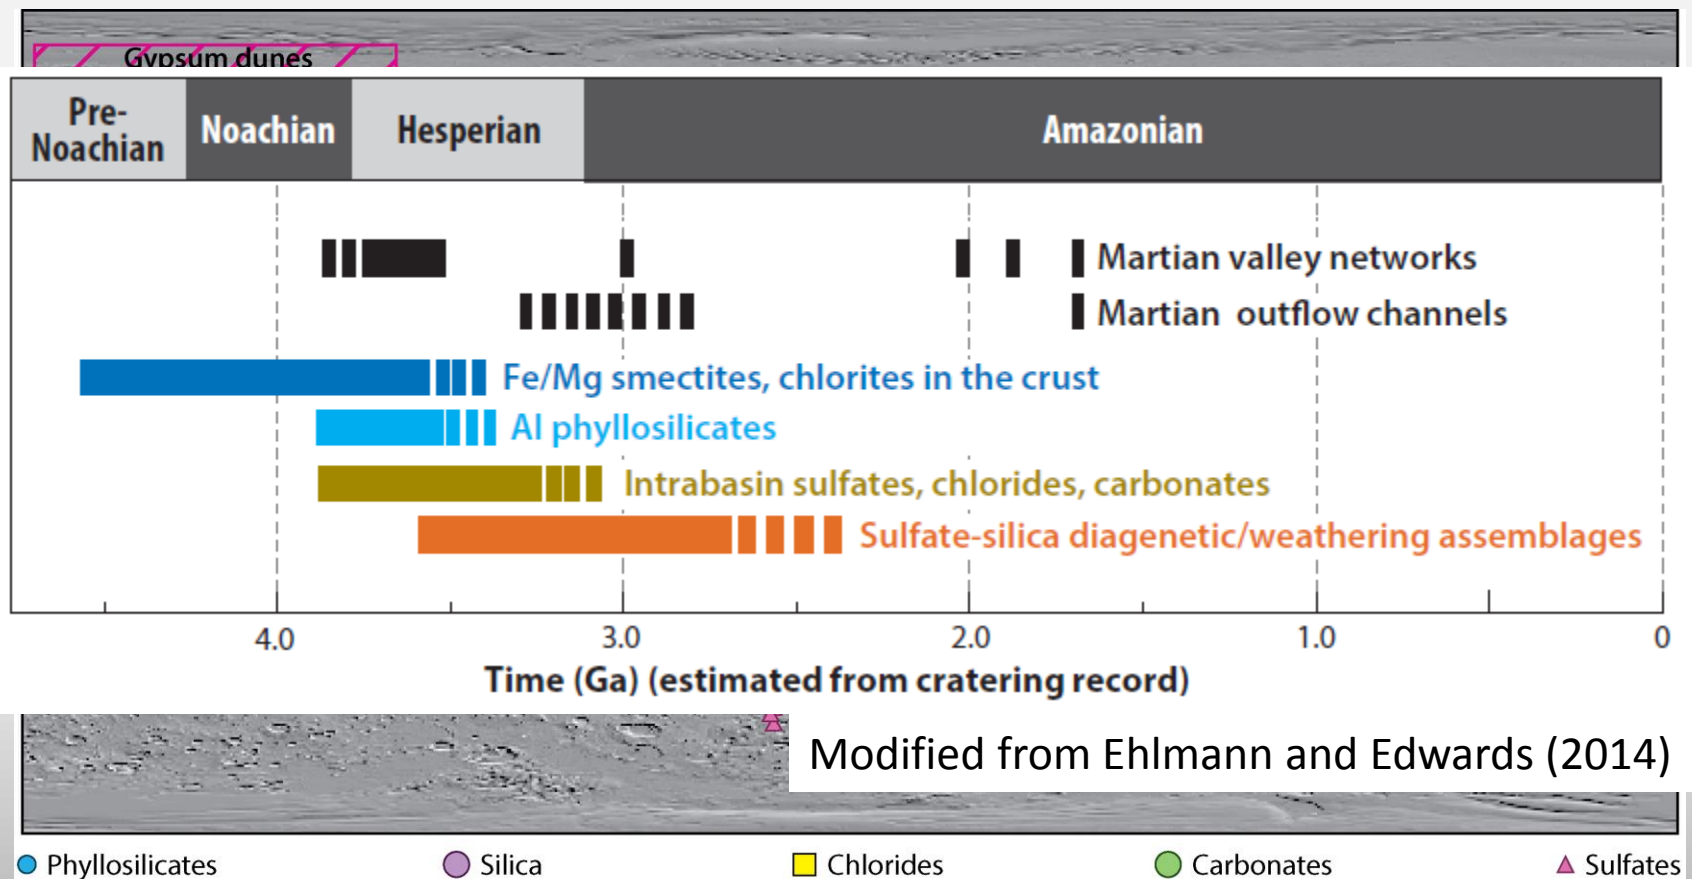 Gypsum dunes
Pre-
Noachian
Noachian
Hesperian
Amazonian
Martian valley networks
Martian outflow channels
Fe/Mg smectites, chlorites in the crust
Al phyllosilicates
Intrabasin sulfates, chlorides, carbonates
Sulfate-silica diagenetic/weathering assemblages
4.0 3.0 2.0 1.0 0
Time (Ga) (estimated from cratering record)
Modified from Ehlmann and Edwards (2014)
Phyllosilicates Silica Chlorides Carbonates Sulfates